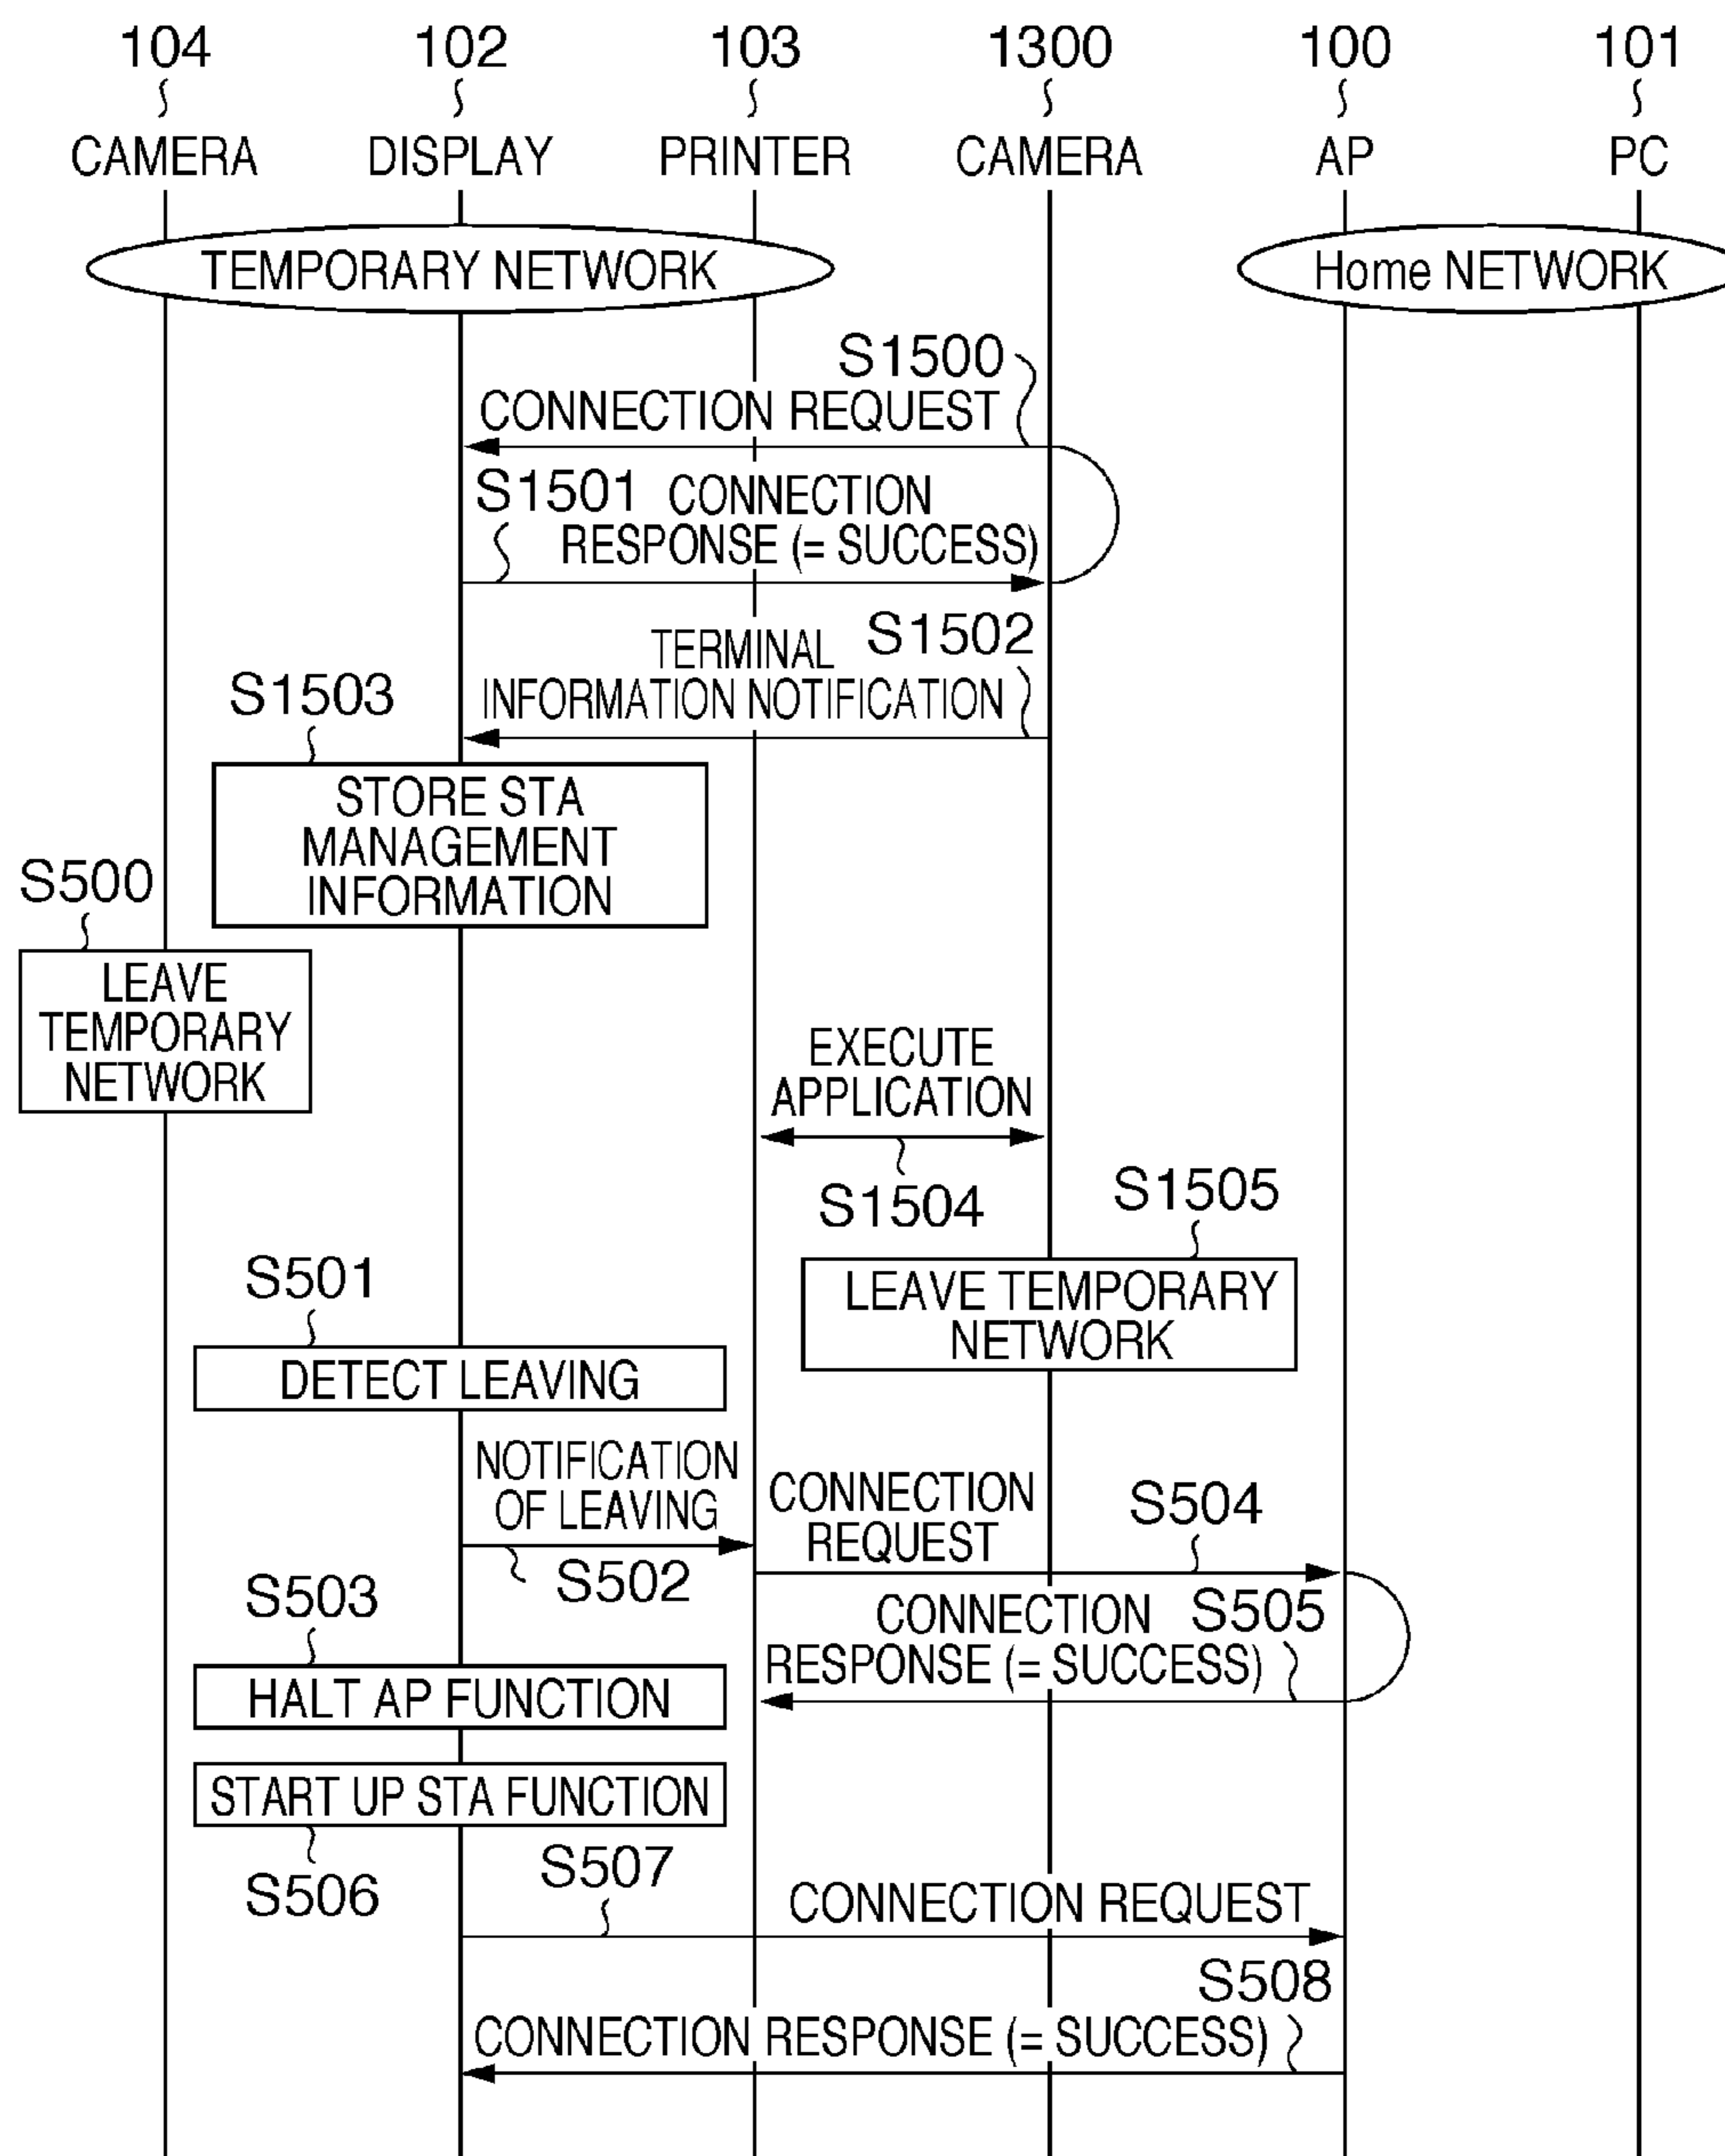 104
102
103
1300
100
101
CAMERA
DISPLAY
PRINTER
CAMERA
AP
PC
TEMPORARY NETWORK
Home NETWORK
S1500
CONNECTION REQUEST
S1501 CONNECTION
RESPONSE (= SUCCESS)
S1502
TERMINAL
INFORMATION NOTIFICATION
S1503
STORE STA
MANAGEMENT
INFORMATION
S500
LEAVE
TEMPORARY
NETWORK
EXECUTE
APPLICATION
S1504
S1505
LEAVE TEMPORARY
NETWORK
S501
DETECT LEAVING
NOTIFICATION
OF LEAVING
S502
CONNECTION
REQUEST
S504
S503
CONNECTION
RESPONSE (= SUCCESS)
S505
HALT AP FUNCTION
START UP STA FUNCTION
S506
S507
CONNECTION REQUEST
S508
CONNECTION RESPONSE (= SUCCESS)